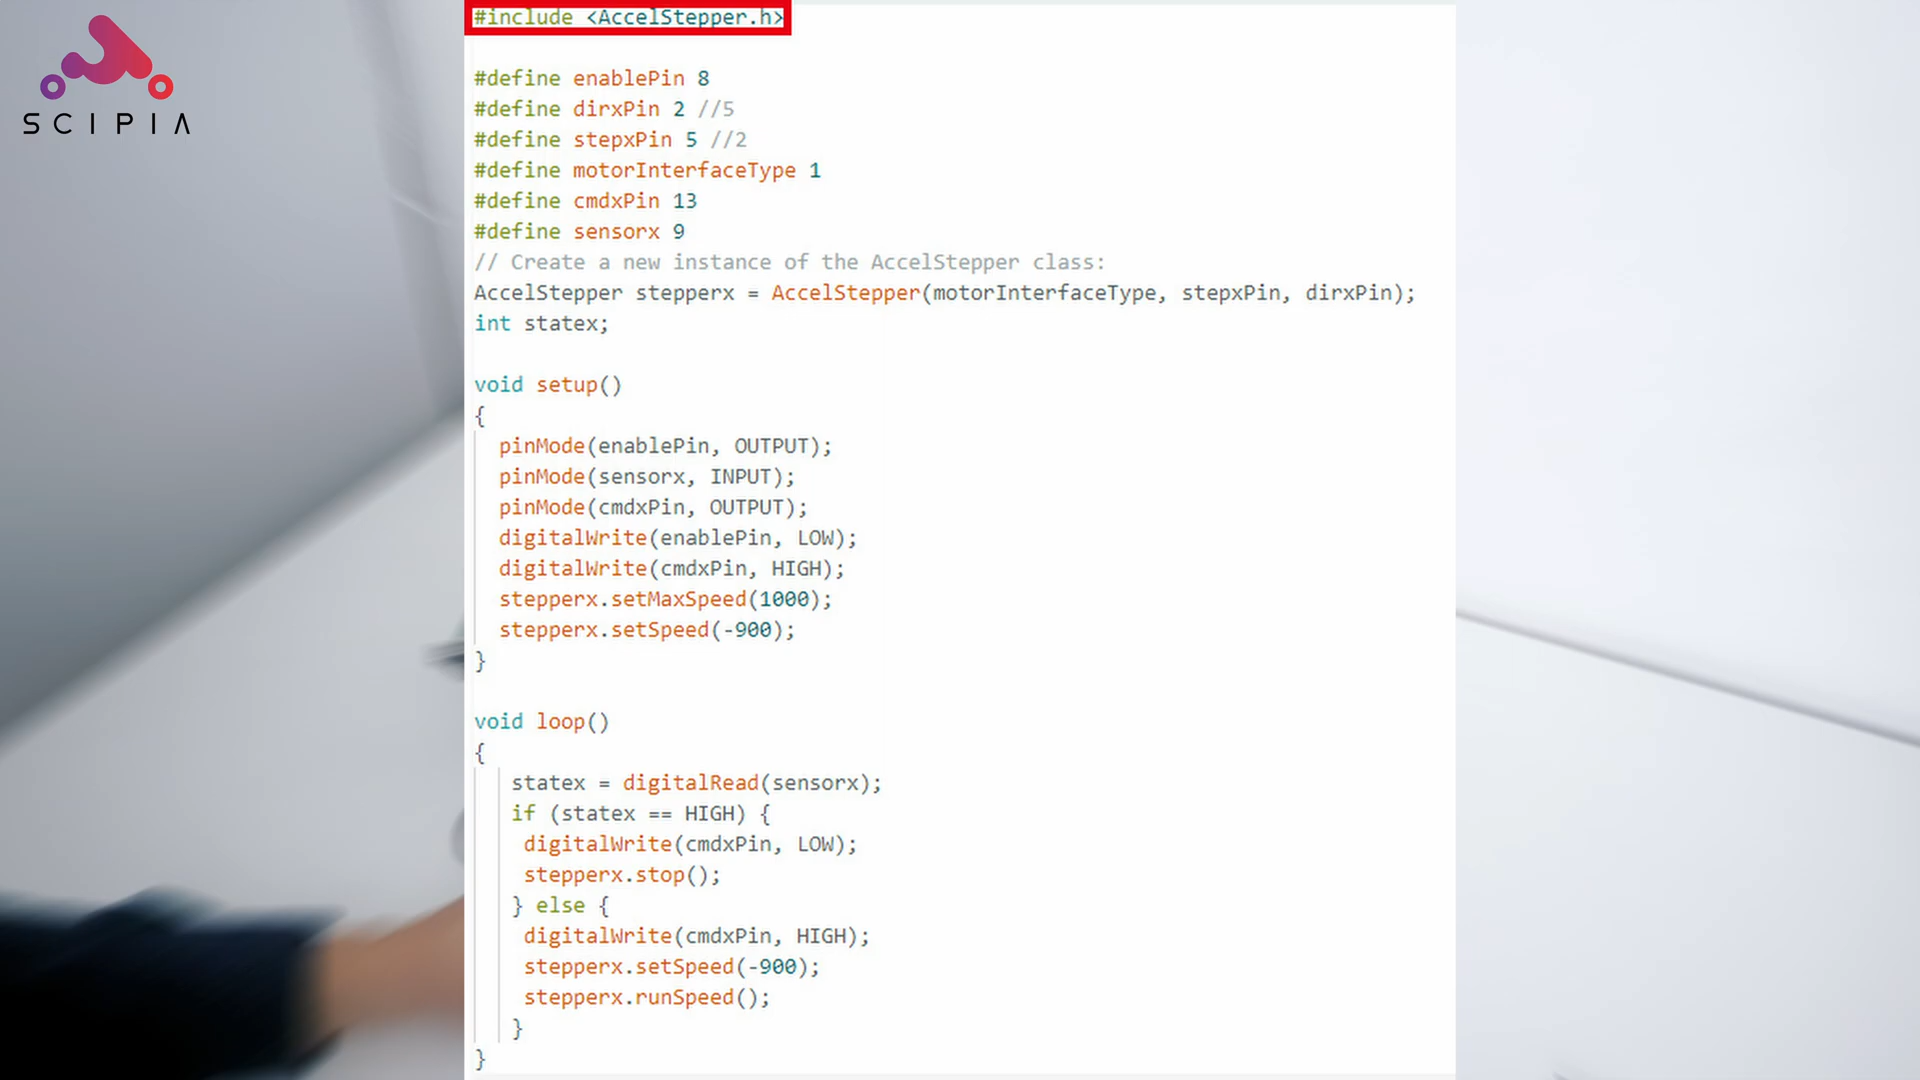 SCIPIA
#include <AccelStepper.h>
#define enablePin 8
#define dirxPin 2 //5
#define stepxPin 5 //2
#define motorInterfaceType 1
#define cmdxPin 13
#define sensorx 9
// Create a new instance of the AccelStepper class:
AccelStepper stepperx = AccelStepper(motorInterfaceType, stepxPin, dirxPin);
int statex;
void setup()
{
pinMode(enablePin, OUTPUT);
pinMode(sensorx, INPUT);
pinMode(cmdxPin, OUTPUT);
digitalWrite(enablePin, LOW);
digitalWrite(cmdxPin, HIGH);
stepperx.setMaxSpeed(1000);
stepperx.setSpeed(-900);
}
void loop()
{
statex = digitalRead(sensorx);
if (statex == HIGH) {
digitalWrite(cmdxPin, LOW);
stepperx.stop();
} else {
digitalWrite(cmdxPin, HIGH);
stepperx.setSpeed(-900);
stepperx.runSpeed();
}
}